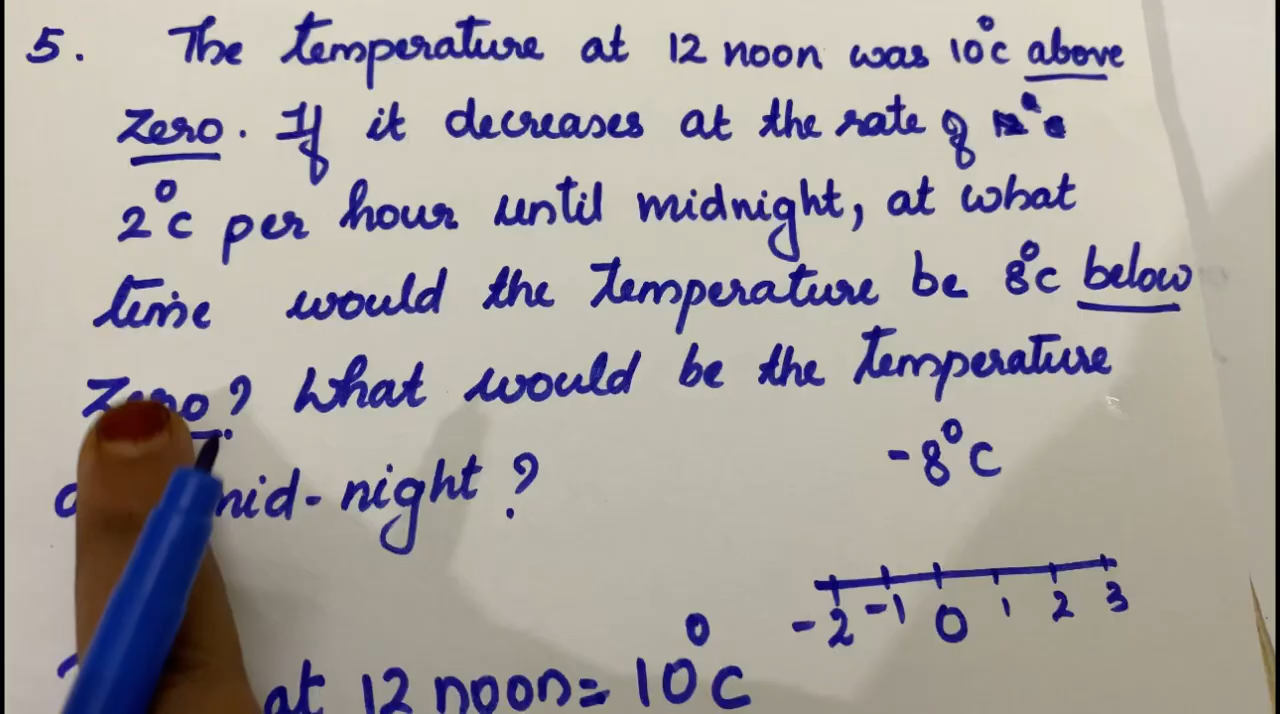 5. The temperature at 12 noon was 10°C above
Zero. If it decreases at the rate of
2°C per hour until midnight, at what
time would the temperature be 8°C below
Zero? What would be the temperature
mid-night?
-8°C
-2 -1 0 1 2 3
at 12 noon = 10°C